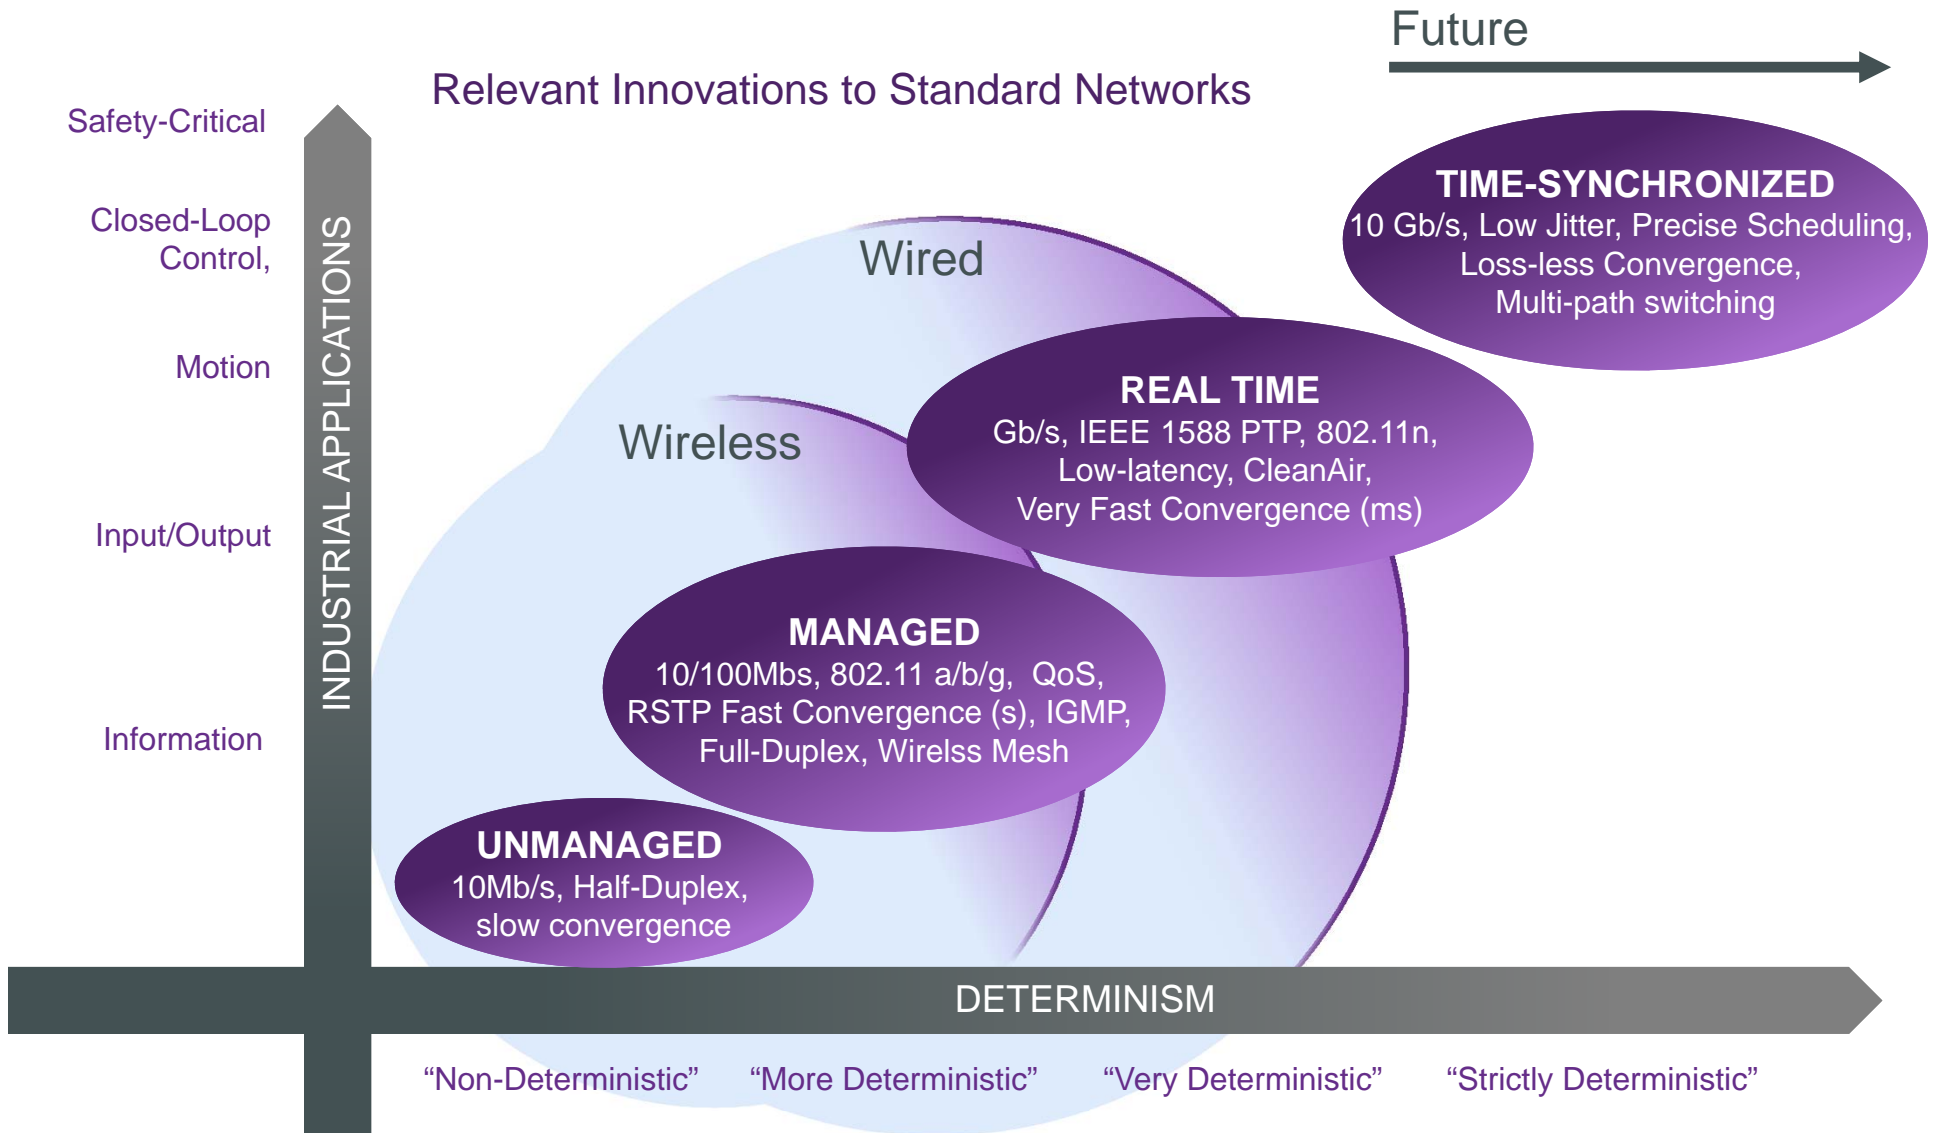 Future
Relevant Innovations to Standard Networks
Safety-Critical
Closed-Loop
Control,
Motion
Input/Output
Information
INDUSTRIAL APPLICATIONS
Wired
Wireless
TIME-SYNCHRONIZED
10 Gb/s, Low Jitter, Precise Scheduling,
Loss-less Convergence,
Multi-path switching
REAL TIME
Gb/s, IEEE 1588 PTP, 802.11n,
Low-latency, CleanAir,
Very Fast Convergence (ms)
MANAGED
10/100Mbs, 802.11 a/b/g, QoS,
RSTP Fast Convergence (s), IGMP,
Full-Duplex, Wirelss Mesh
UNMANAGED
10Mb/s, Half-Duplex,
slow convergence
DETERMINISM
“Non-Deterministic”
“More Deterministic”
“Very Deterministic”
“Strictly Deterministic”